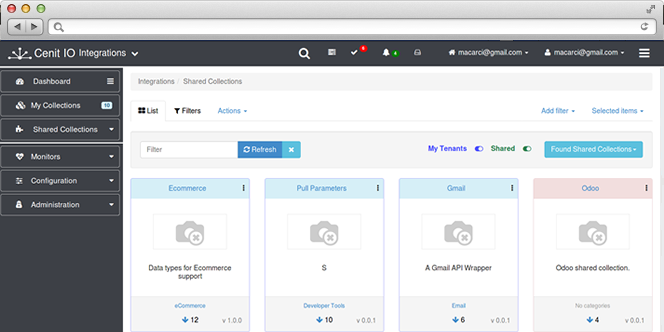 Cenit IO Integrations 6 4 macarci@gmail.com macarci@gmail.com
Dashboard
My Collections 10
Shared Collections
Monitors
Configuration
Administration
Integrations / Shared Collections
List Filters Actions Add filter Selected items
Filter Refresh × My Tenants Shared Found Shared Collections
Ecommerce Pull Parameters Gmail Odoo
Data types for Ecommerce support S A Gmail API Wrapper Odoo shared collection.
eCommerce Developer Tools Email No categories
12 v 1.0.0 10 v 0.0.1 6 v 0.0.1 4 v 0.0.1